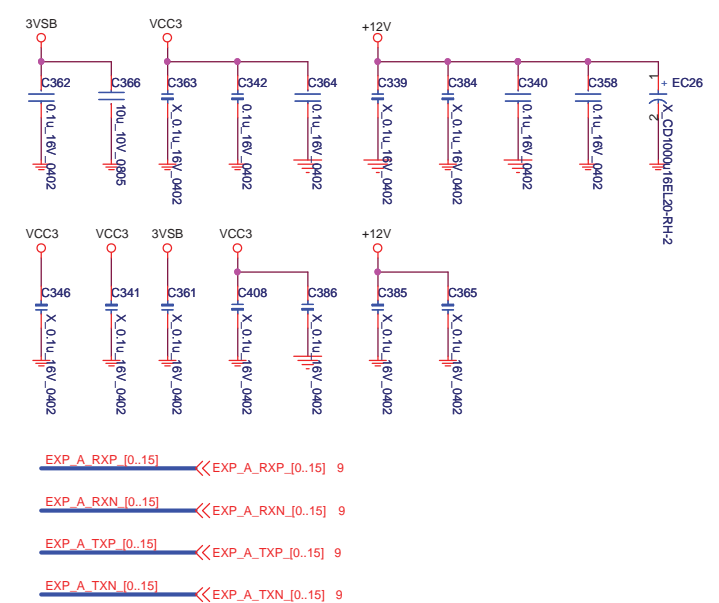 3VSB
VCC3
+12V
C362
C366
C363
C342
C364
C339
C384
C340
C358
1
+
EC26
2
0.1u_16V_0402
10u_10V_0805
X_0.1u_16V_0402
X_0.1u_16V_0402
0.1u_16V_0402
X_0.1u_16V_0402
X_0.1u_16V_0402
0.1u_16V_0402
0.1u_16V_0402
X_CD1000u16EL20-RH-2
VCC3
VCC3
3VSB
VCC3
+12V
C346
C341
C361
C408
C386
C385
C365
X_0.1u_16V_0402
X_0.1u_16V_0402
X_0.1u_16V_0402
X_0.1u_16V_0402
X_0.1u_16V_0402
X_0.1u_16V_0402
X_0.1u_16V_0402
EXP_A_RXP_[0..15]
EXP_A_RXP_[0..15] 9
EXP_A_RXN_[0..15]
EXP_A_RXN_[0..15] 9
EXP_A_TXP_[0..15]
EXP_A_TXP_[0..15] 9
EXP_A_TXN_[0..15]
EXP_A_TXN_[0..15] 9